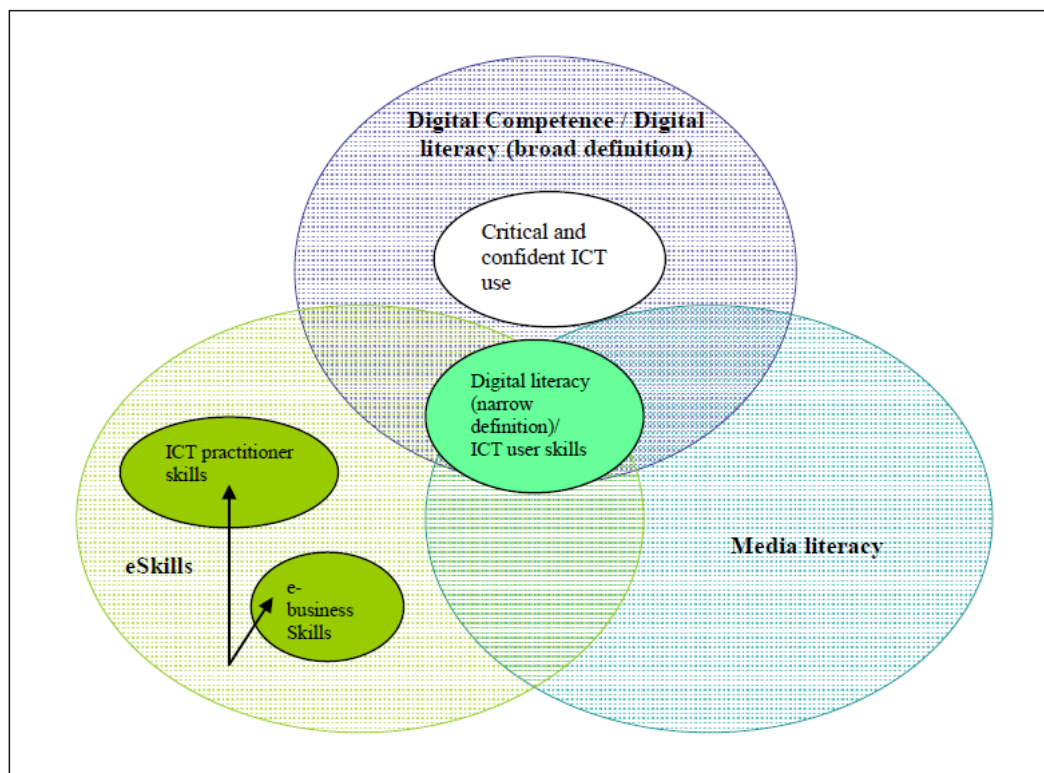 Digital Competence / Digital
literacy (broad definition)
Critical and
confident ICT
use
Digital literacy
(narrow
definition)/
ICT user skills
ICT practitioner
skills
eSkills
e-
business
Skills
Media literacy